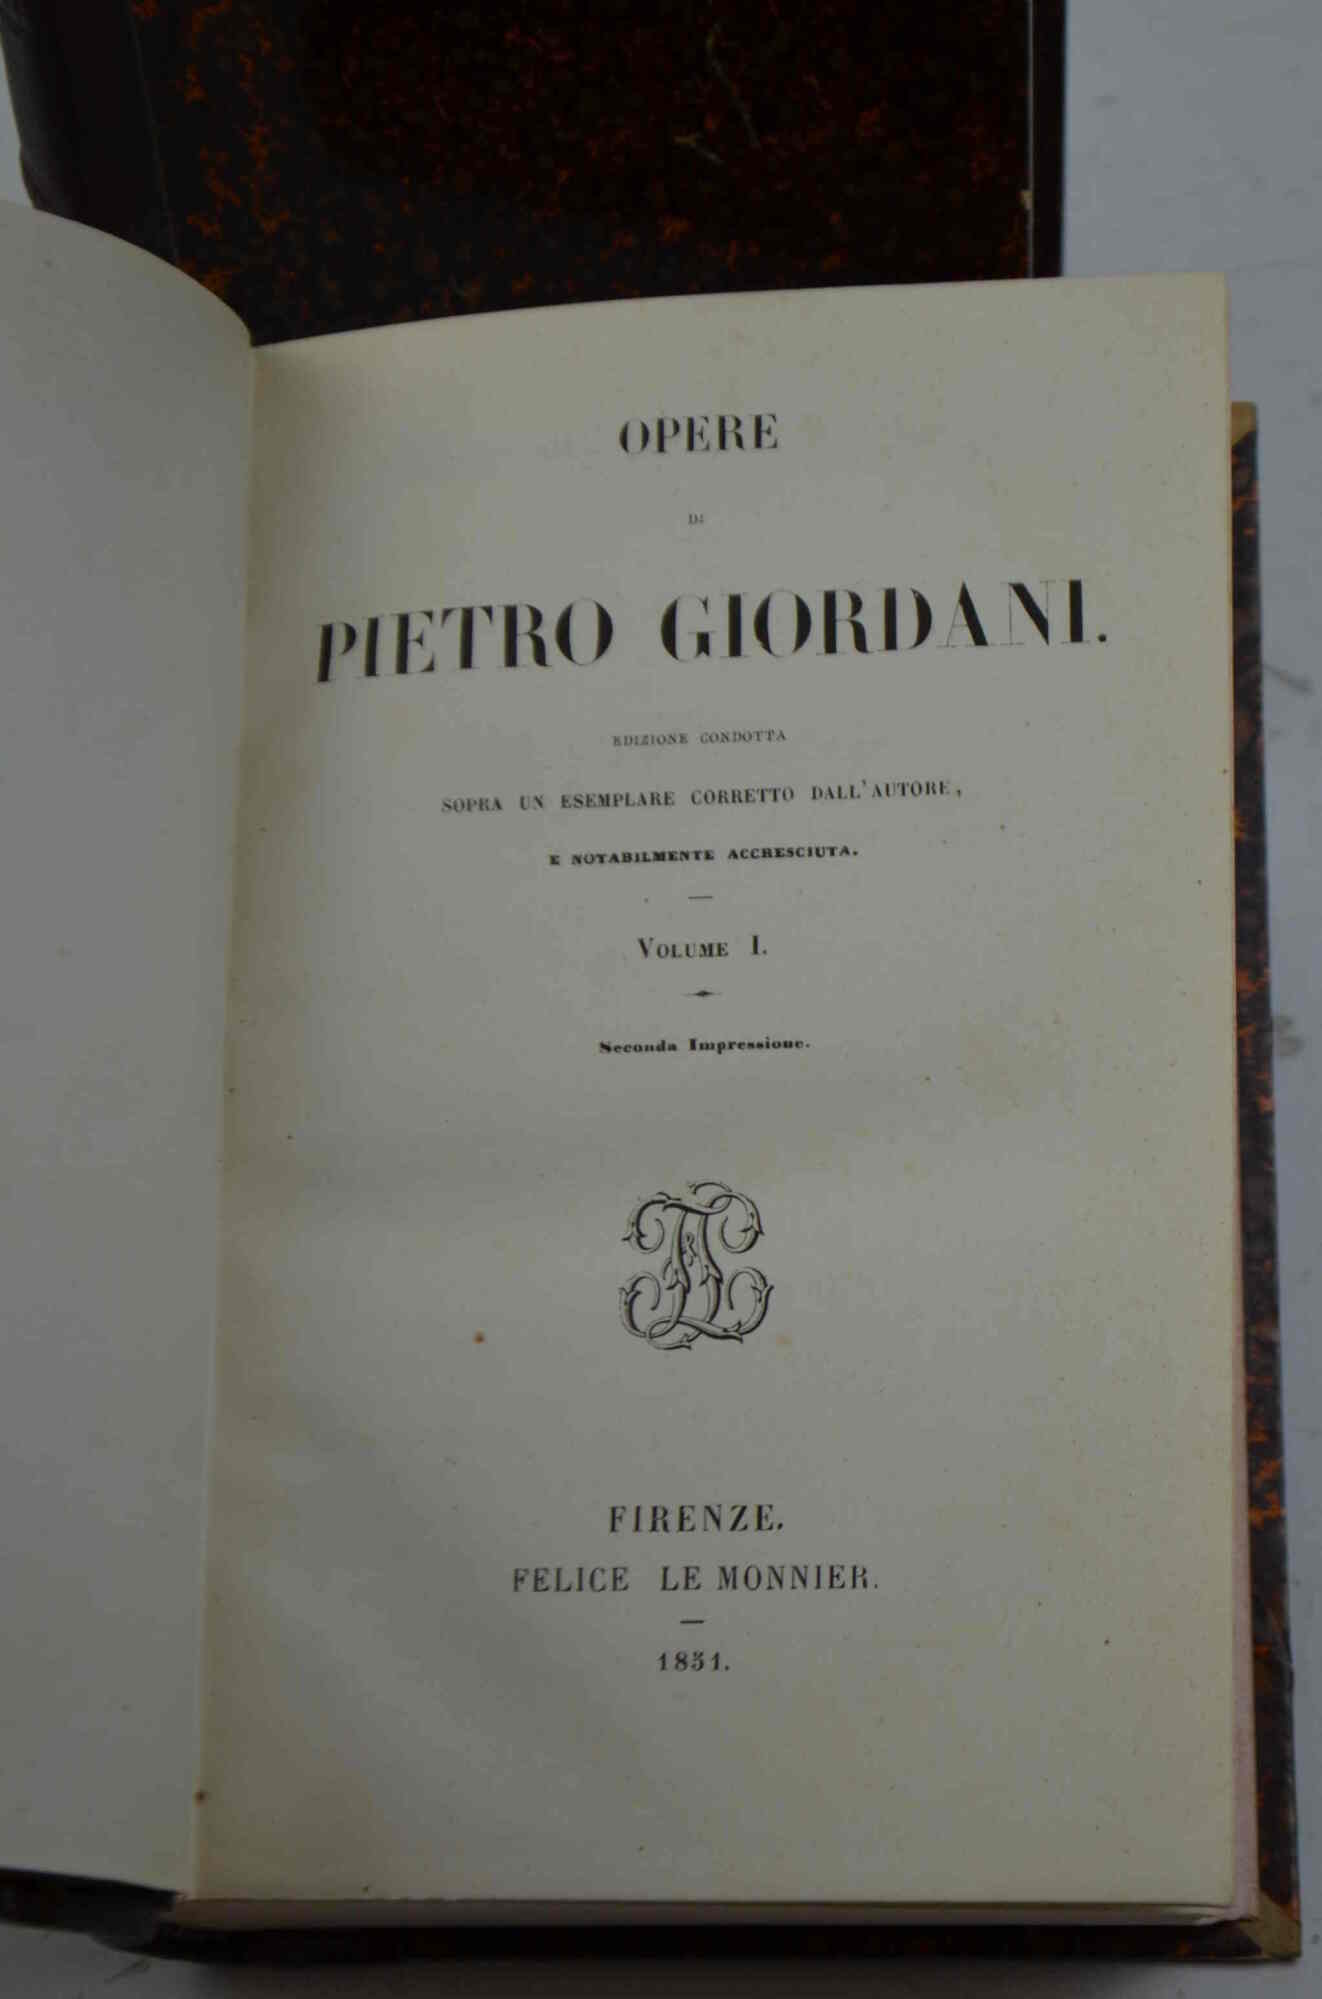 OPERE
DI
PIETRO GIORDANI.
EDIZIONE CONDOTTA
SOPRA UN ESEMPLARE CORRETTO DALL'AUTORE,
E NOTABILMENTE ACCRESCIUTA.
VOLUME I.
Seconda Impressione.
FIRENZE.
FELICE LE MONNIER.
1851.